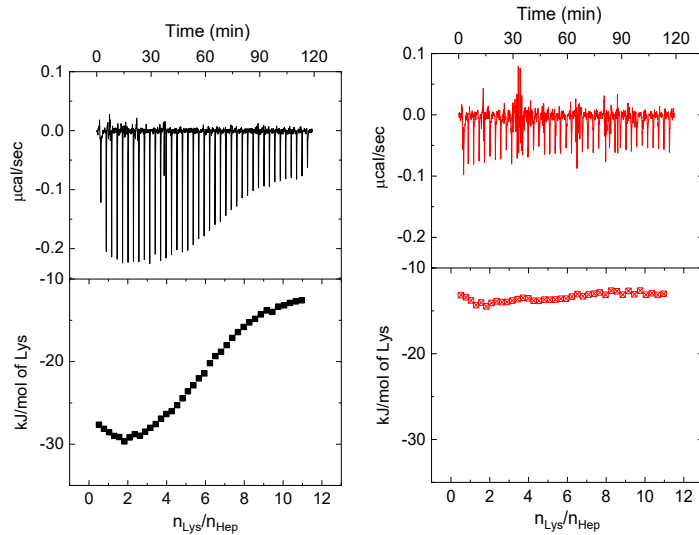 Time (min)
0 30 60 90 120
0.1
0.0
-0.1
-0.2
μcal/sec
-10
-20
-30
kJ/mol of Lys
0 2 4 6 8 10 12
nLys/nHep
Time (min)
0 30 60 90 120
0.1
0.0
-0.1
-0.2
μcal/sec
-10
-20
-30
kJ/mol of Lys
0 2 4 6 8 10 12
nLys/nHep